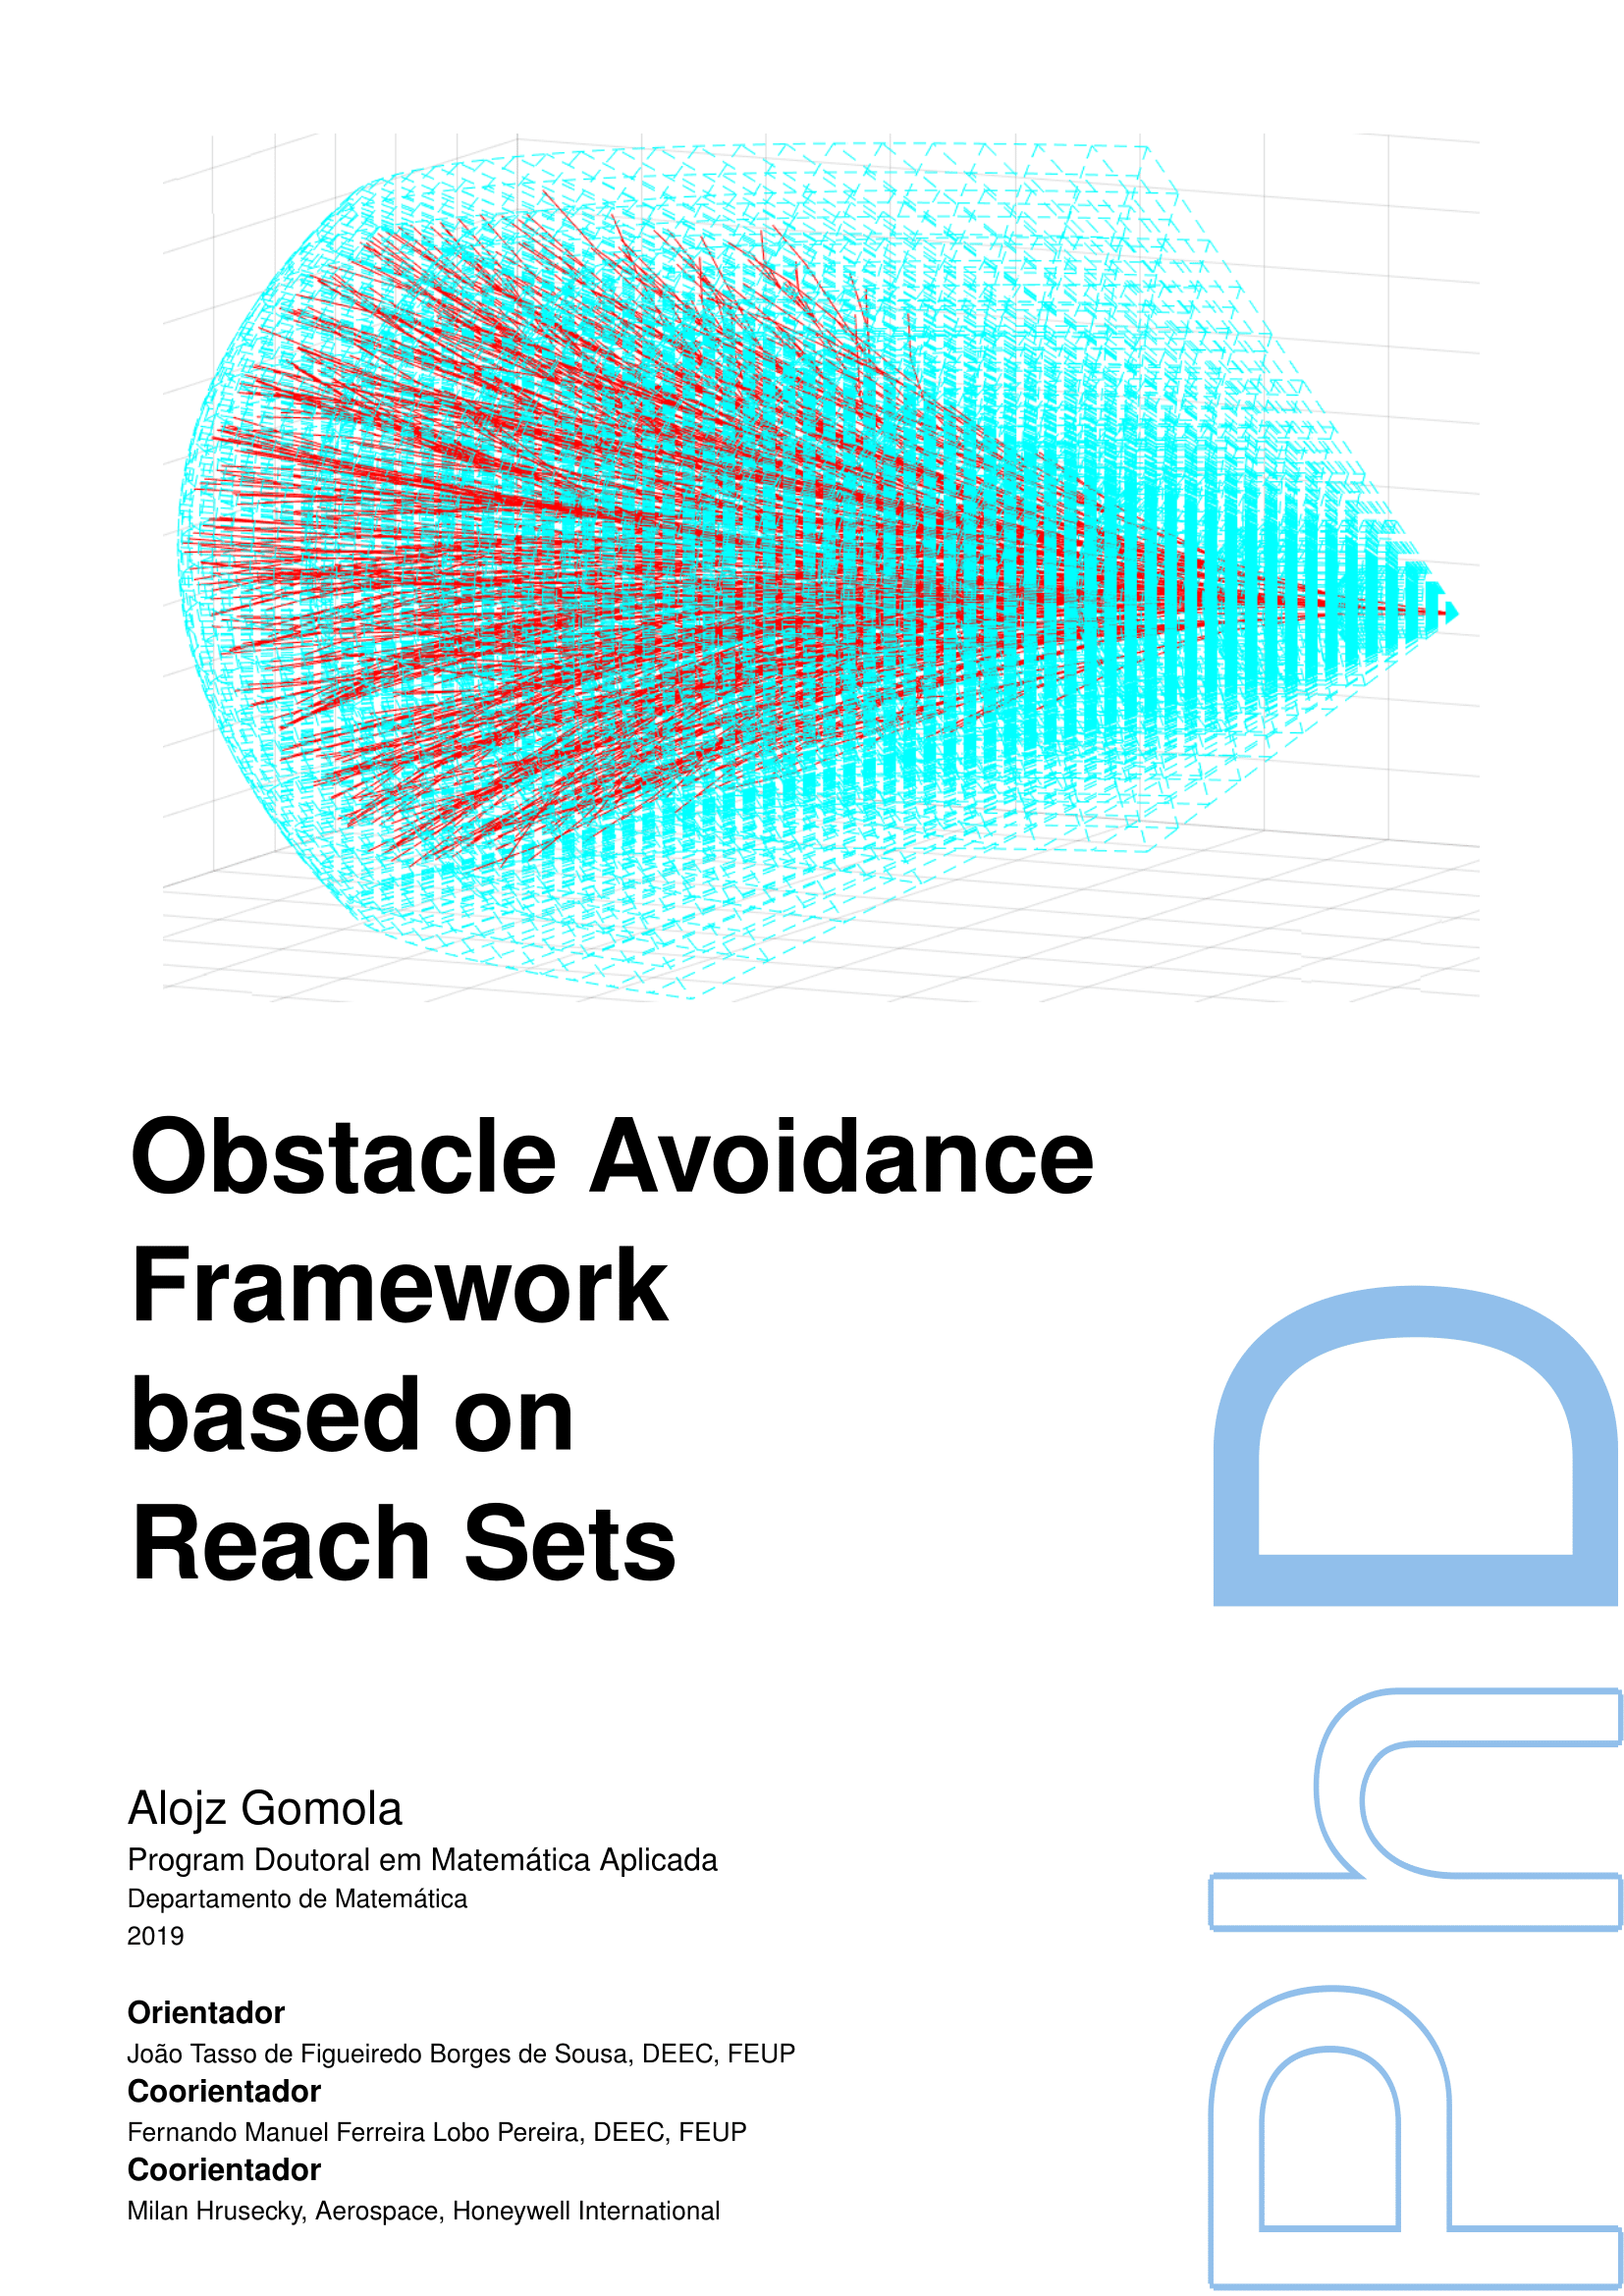 Obstacle Avoidance
Framework
based on
Reach Sets
Alojz Gomola
Program Doutoral em Matemática Aplicada
Departamento de Matemática
2019
Orientador
João Tasso de Figueiredo Borges de Sousa, DEEC, FEUP
Coorientador
Fernando Manuel Ferreira Lobo Pereira, DEEC, FEUP
Coorientador
Milan Hrusecky, Aerospace, Honeywell International
PhD